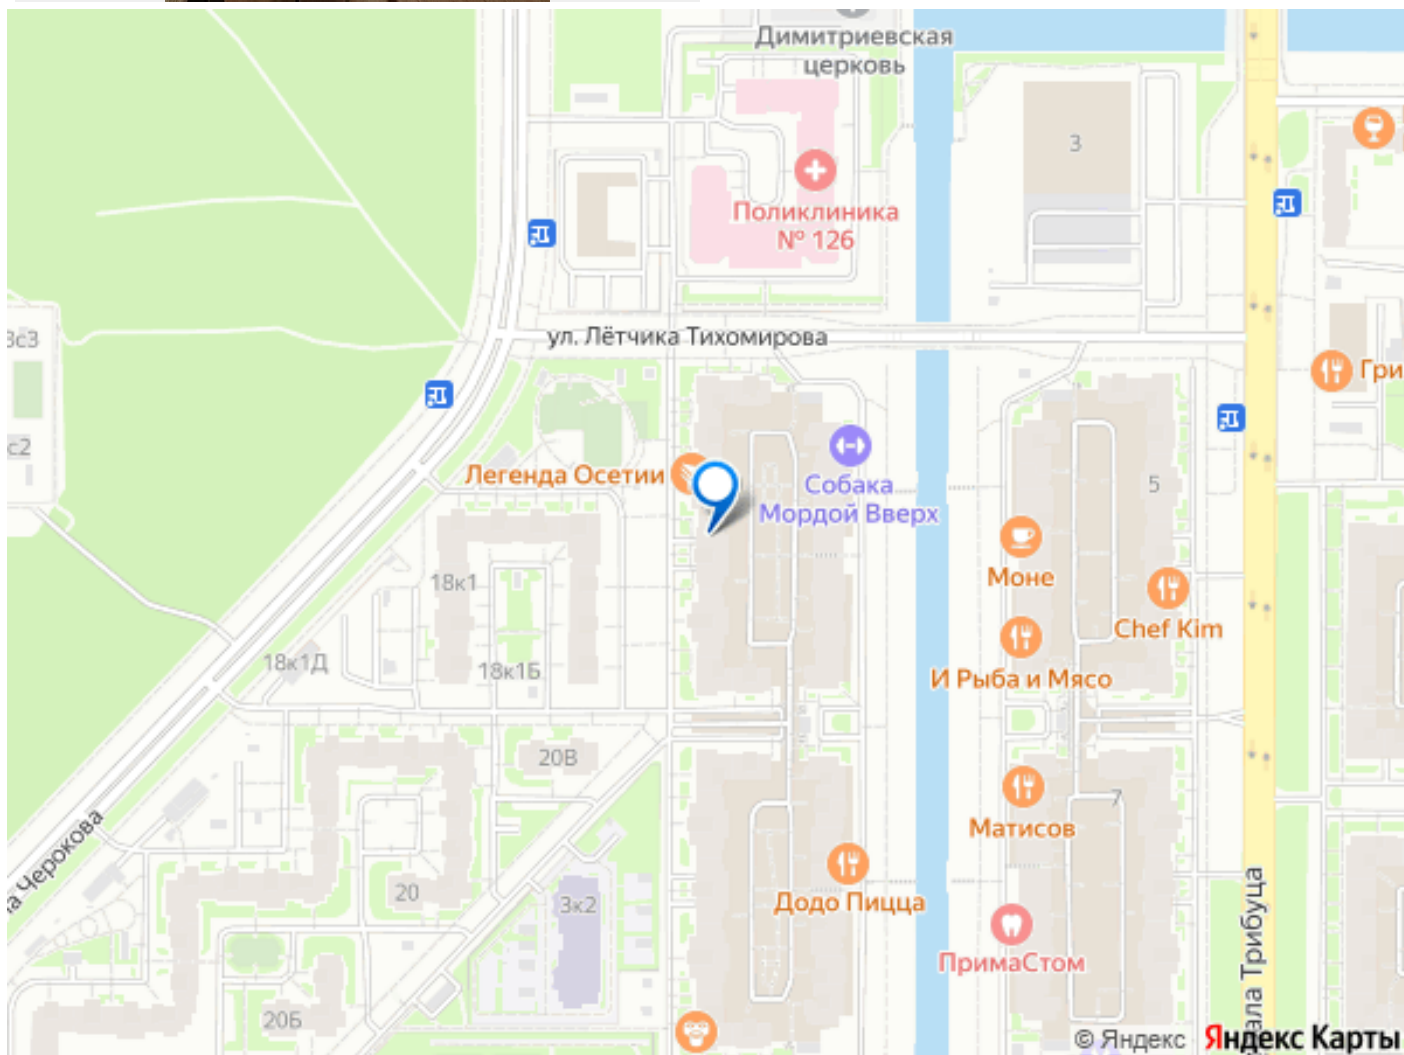 Димитриевская
церковь
3
Поликлиника
№ 126
3с3
ул. Лётчика Тихомирова
Гри
с2
Легенда Осетии
Собака
Мордой Вверх
5
Моне
18к1
Chef Kim
18к1Д
18к1Б
И Рыба и Мясо
20В
7
Матисов
на Черокова
20
3к2
Додо Пицца
ПримаСтом
ала Трибуца
20Б
© Яндекс Яндекс Карты